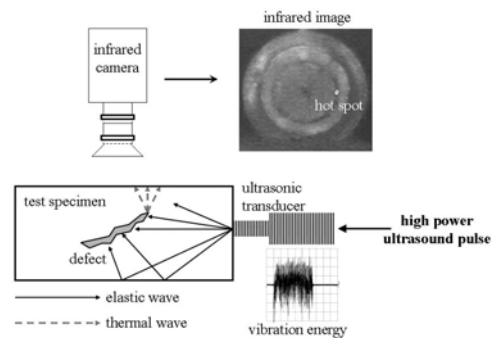 infrared image
infrared
camera
hot spot
test specimen
ultrasonic
transducer
high power
ultrasound pulse
defect
elastic wave
thermal wave
vibration energy